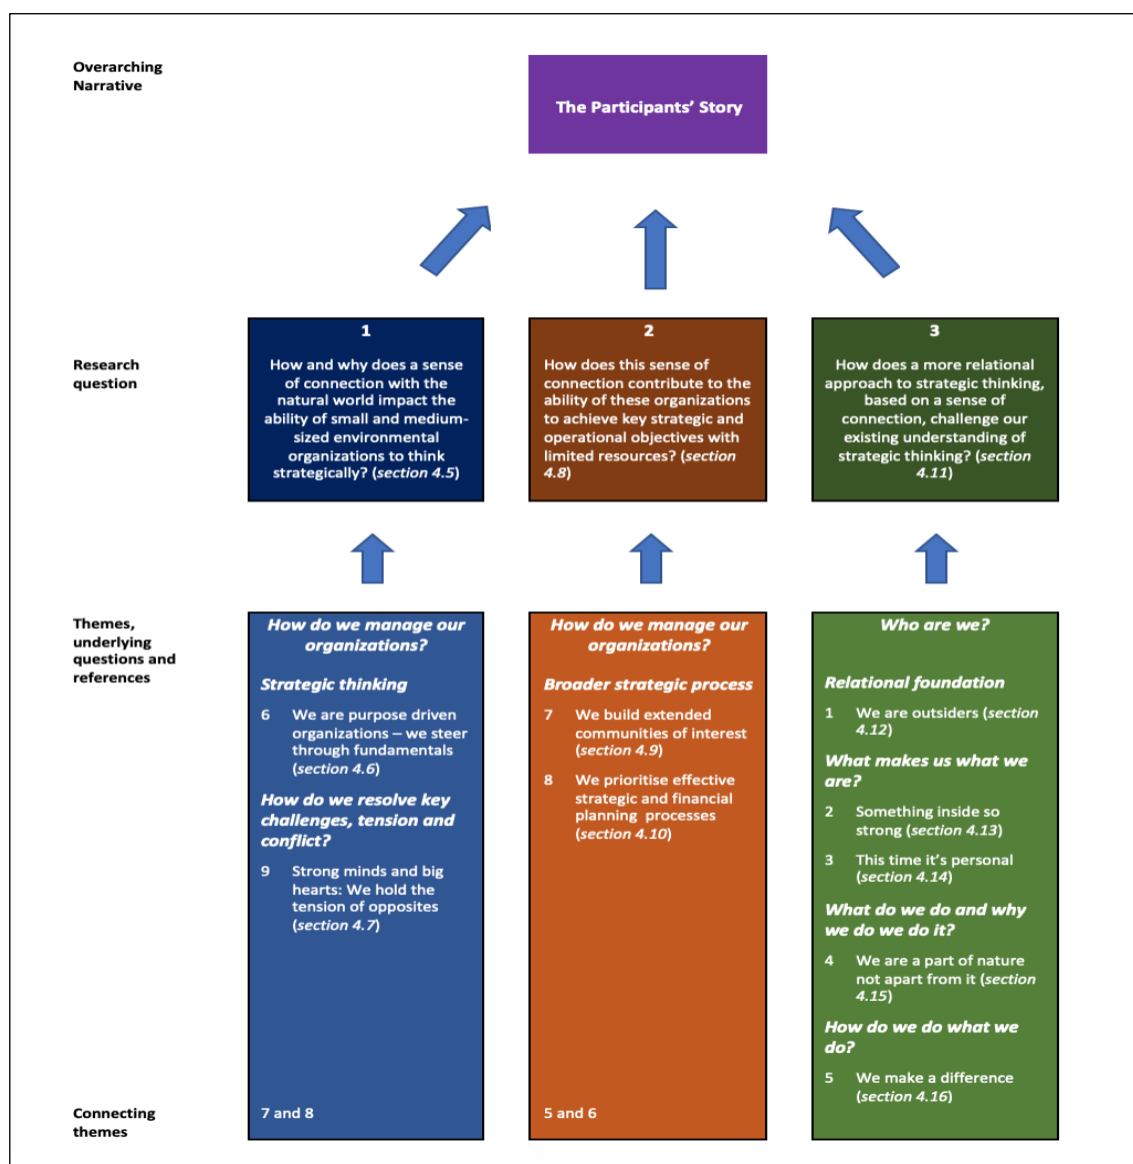 Overarching
Narrative
The Participants’ Story
Research
question
1
How and why does a sense
of connection with the
natural world impact the
ability of small and medium-
sized environmental
organizations to think
strategically? (section 4.5)
2
How does this sense of
connection contribute to the
ability of these organizations
to achieve key strategic and
operational objectives with
limited resources? (section
4.8)
3
How does a more relational
approach to strategic thinking,
based on a sense of
connection, challenge our
existing understanding of
strategic thinking? (section
4.11)
Themes,
underlying
questions and
references
How do we manage our
organizations?
Strategic thinking
6 We are purpose driven
organizations – we steer
through fundamentals
(section 4.6)
How do we resolve key
challenges, tension and
conflict?
9 Strong minds and big
hearts: We hold the
tension of opposites
(section 4.7)
How do we manage our
organizations?
Broader strategic process
7 We build extended
communities of interest
(section 4.9)
8 We prioritise effective
strategic and financial
planning processes
(section 4.10)
Who are we?
Relational foundation
1 We are outsiders (section
4.12)
What makes us what we
are?
2 Something inside so
strong (section 4.13)
3 This time it’s personal
(section 4.14)
What do we do and why
we do we do it?
4 We are a part of nature
not apart from it (section
4.15)
How do we do what we
do?
5 We make a difference
(section 4.16)
Connecting
themes
7 and 8
5 and 6